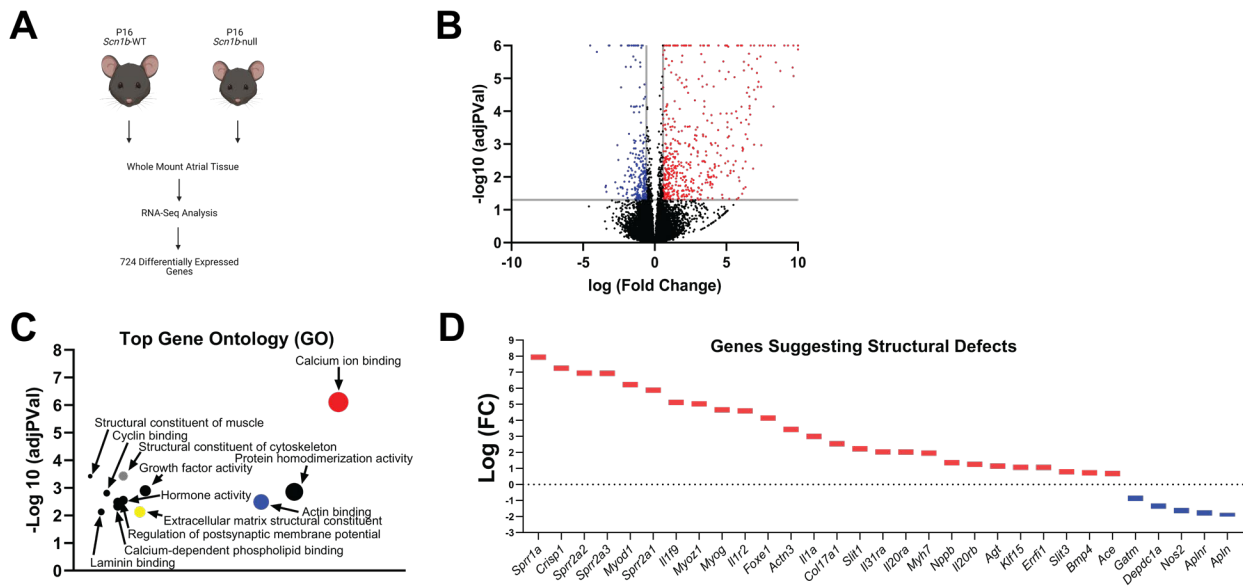 A
P16
Scn1b-WT
P16
Scn1b-null
Whole Mount Atrial Tissue
RNA-Seq Analysis
724 Differentially Expressed
Genes
B
-log10 (adjPVal)
6
5
4
3
2
1
0
-10
-5
0
5
10
log (Fold Change)
C
Top Gene Ontology (GO)
-Log 10 (adjPVal)
8
7
6
5
4
3
2
1
0
Calcium ion binding
Structural constituent of muscle
Cyclin binding
Structural constituent of cytoskeleton
Protein homodimerization activity
Growth factor activity
Hormone activity
Actin binding
Extracellular matrix structural constituent
Regulation of postsynaptic membrane potential
Calcium-dependent phospholipid binding
Laminin binding
D
Genes Suggesting Structural Defects
Log (FC)
9
8
7
6
5
4
3
2
1
0
-1
-2
-3
Sprr1a
Crisp1
Sprr2a2
Sprr2a3
Myod1
Sprr2a1
Il1f9
Myoz1
Myog
Il1r2
Foxe1
Actn3
Il1a
Col17a1
Slit1
Il31ra
Il20ra
Myh7
Nppb
Il20rb
Agt
Klf15
Errfi1
Slit3
Bmp4
Ace
Gatm
Depdc1a
Nos2
Aplnr
Apln